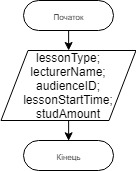 Початок
lessonType;
lecturerName;
audienceID;
lessonStartTime;
studAmount
Кінець